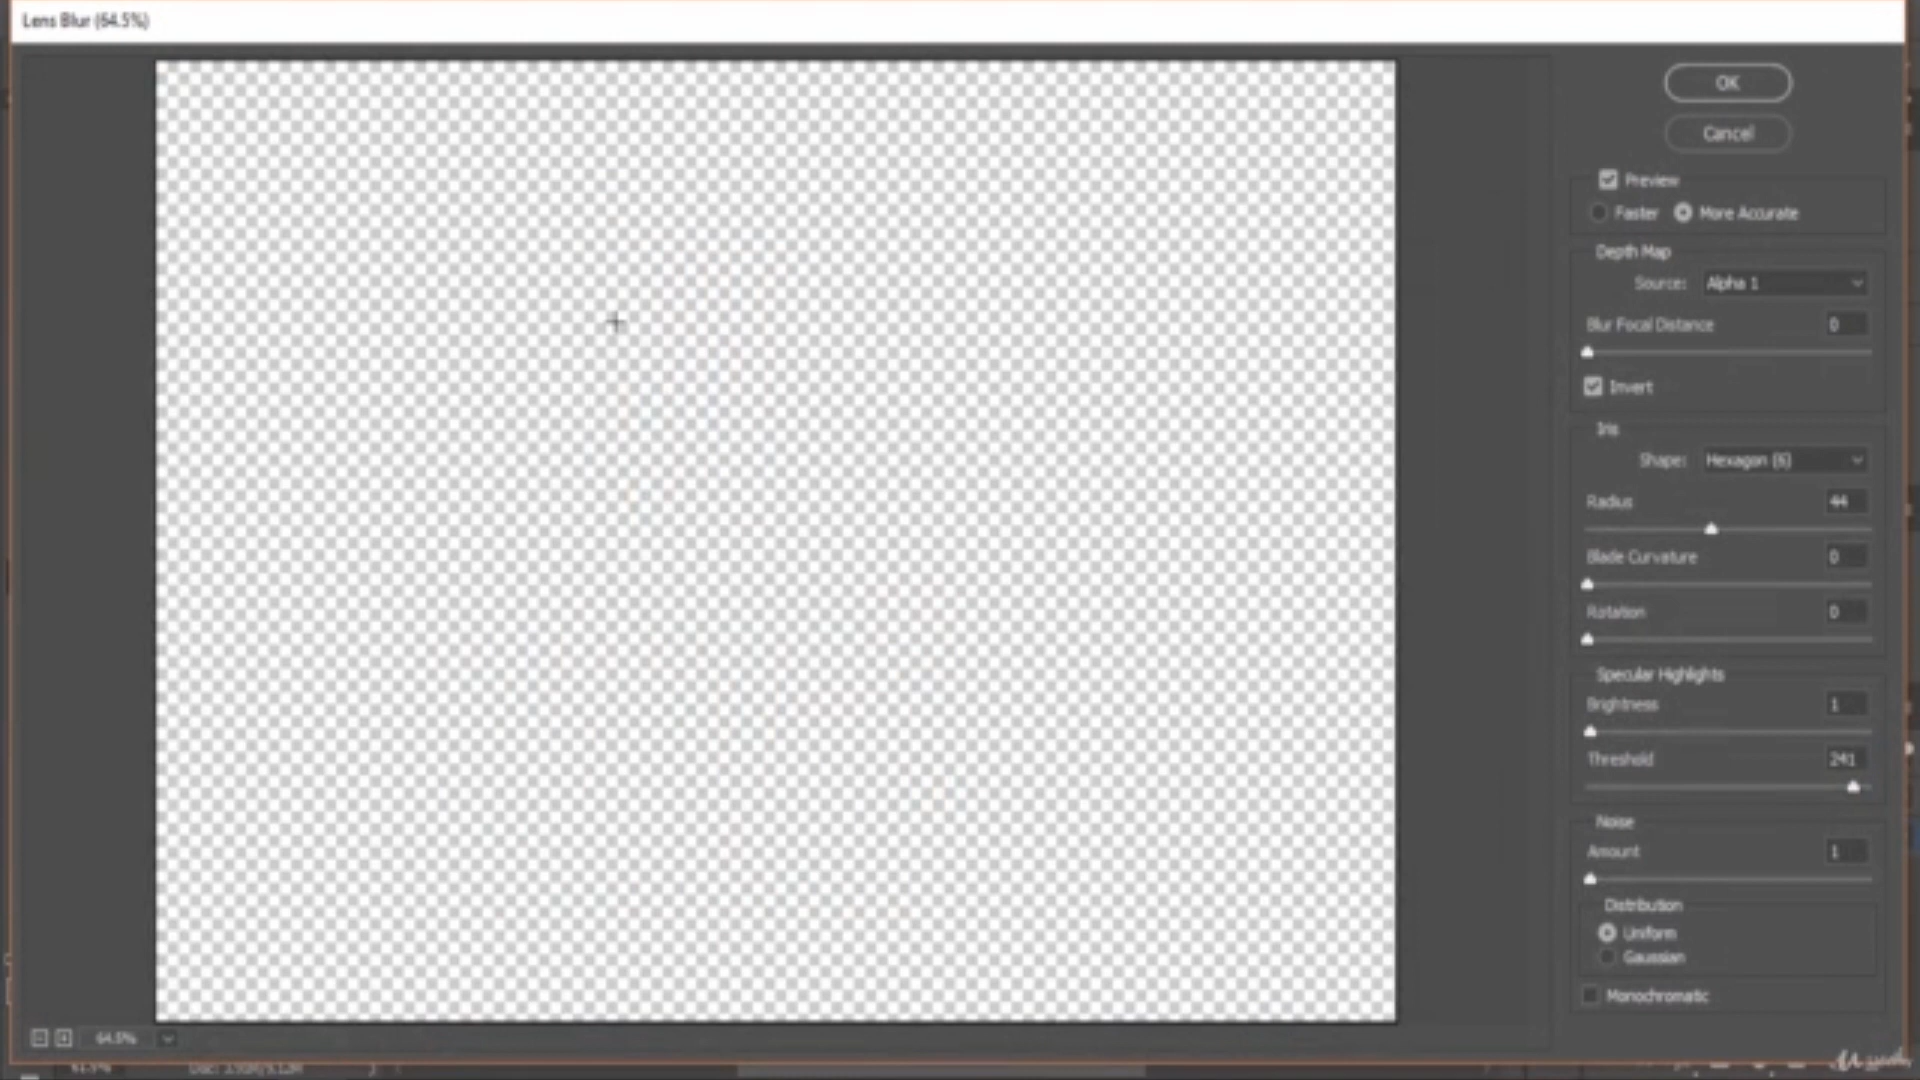 Lens Blur (64.5%)
OK
Cancel
Preview
Faster More Accurate
Depth Map
Source: Alpha 1
Blur Focal Distance 0
Invert
Iris
Shape: Hexagon (6)
Radius 44
Blade Curvature 0
Rotation 0
Specular Highlights
Brightness 1
Threshold 241
Noise
Amount 1
Distribution
Uniform
Gaussian
Monochromatic
64.5%